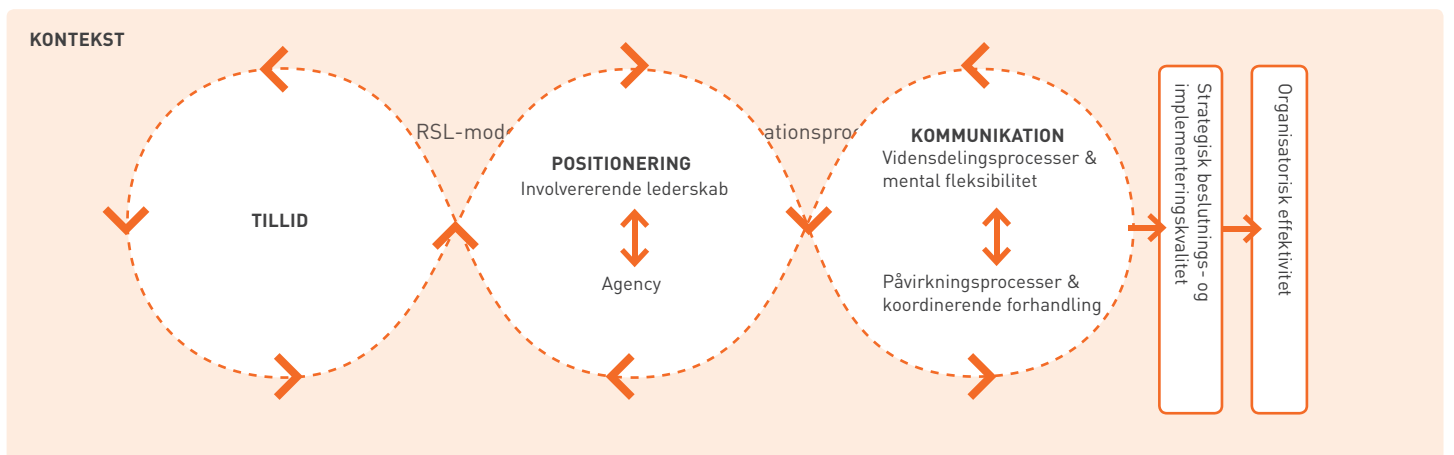 KONTEKST
RSL-mod
ationspro
TILLID
POSITIONERING
Involvererende lederskab
Agency
KOMMUNIKATION
Vidensdelingsprocesser &
mental fleksibilitet
Påvirkningsprocesser &
koordinerende forhandling
Strategisk beslutnings- og
implementeringskvalitet
Organisatorisk effektivitet